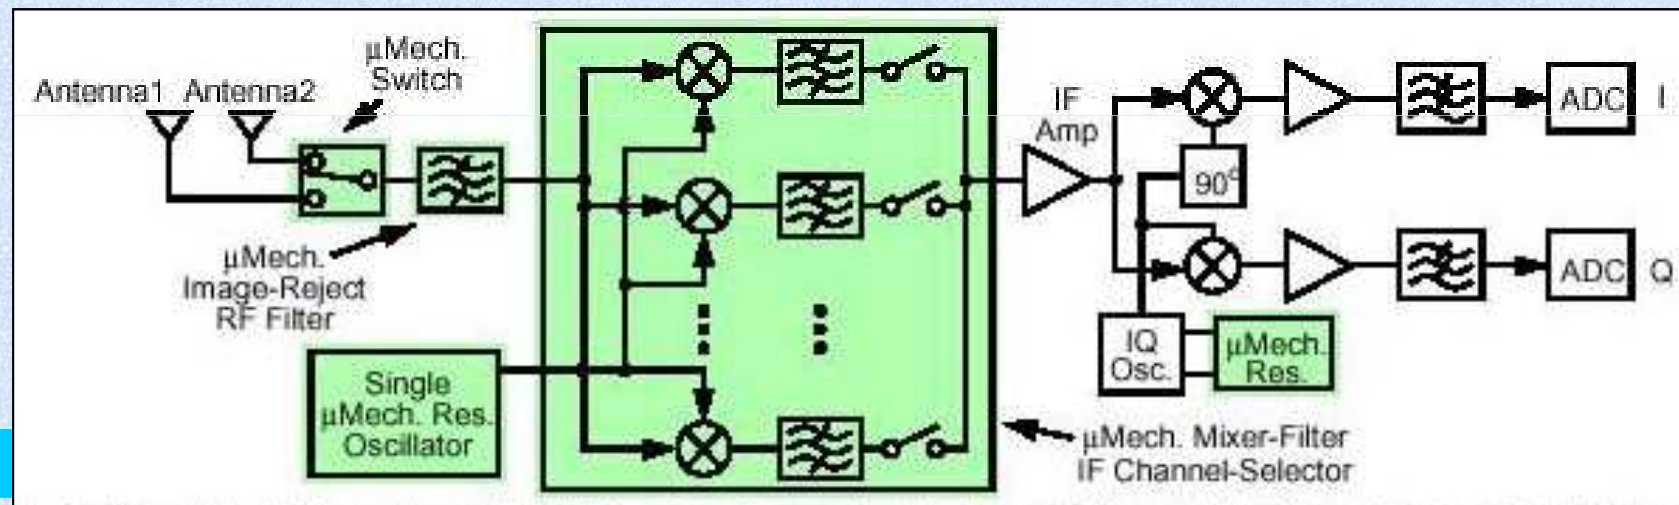 Antenna1 Antenna2
μMech.
Switch
μMech.
Image-Reject
RF Filter
Single
μMech. Res.
Oscillator
IF
Amp
90°
ADC I
ADC Q
IQ
Osc.
μMech.
Res.
μMech. Mixer-Filter
IF Channel-Selector